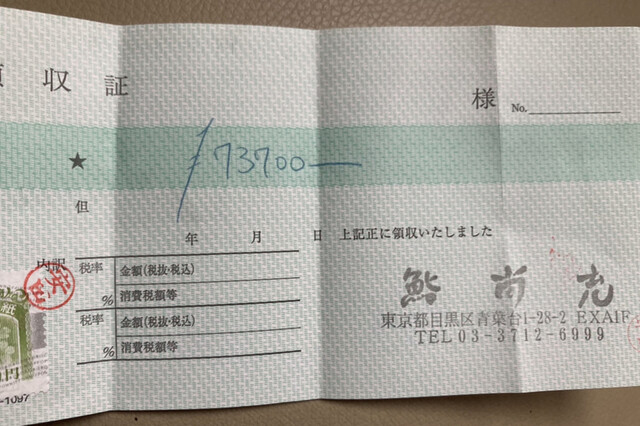 領収証
様 No.
★ ¥73700—
但
年 月 日 上記正に領収いたしました
内訳 税率 % 金額(税抜・税込)
消費税額等
税率 % 金額(税抜・税込)
消費税額等
鮨尚充
東京都目黒区青葉台1-28-2 EXA1F
TEL 03-3712-6999
-1097